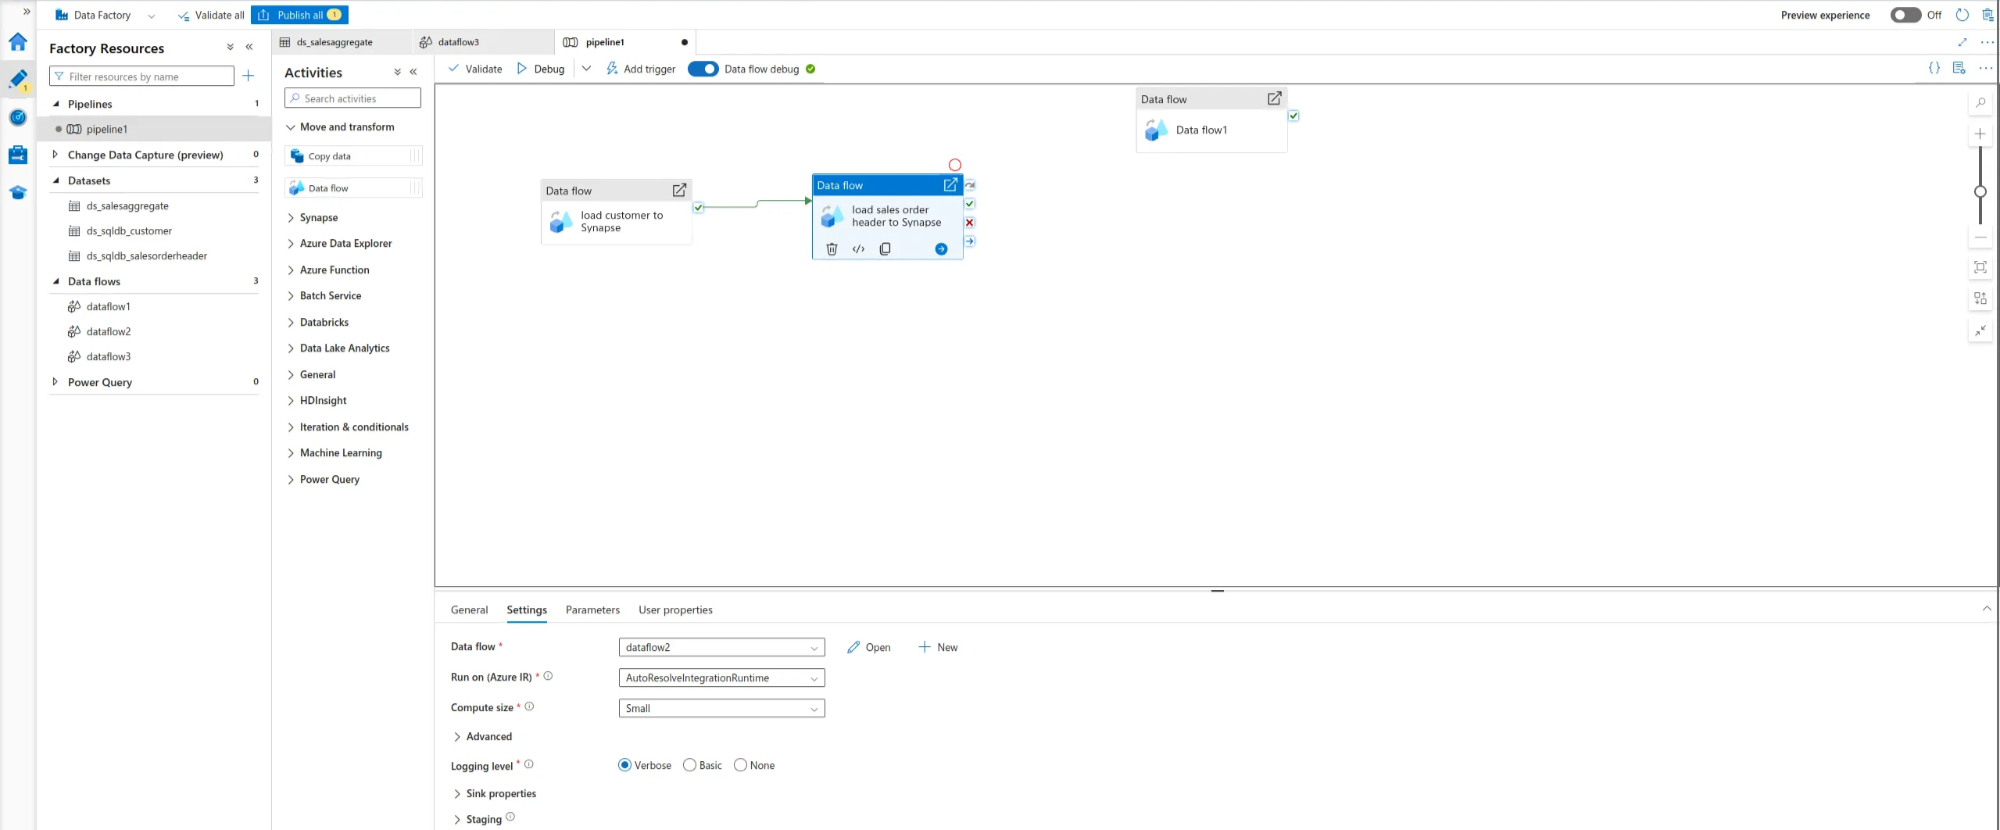 Data Factory
Validate all
Publish all 1
Preview experience
Off
Factory Resources
Filter resources by name
1
Pipelines 1
pipeline1
Change Data Capture (preview) 0
Datasets 3
ds_salesaggregate
ds_sqldb_customer
ds_sqldb_salesorderheader
Data flows 3
dataflow1
dataflow2
dataflow3
Power Query 0
ds_salesaggregate
dataflow3
pipeline1
Activities
Search activities
Move and transform
Copy data
Data flow
Synapse
Azure Data Explorer
Azure Function
Batch Service
Databricks
Data Lake Analytics
General
HDInsight
Iteration & conditionals
Machine Learning
Power Query
Validate
Debug
Add trigger
Data flow debug
Data flow
load customer to
Synapse
Data flow
load sales order
header to Synapse
Data flow
Data flow1
General
Settings
Parameters
User properties
Data flow *
dataflow2
Open
New
Run on (Azure IR) *
AutoResolveIntegrationRuntime
Compute size *
Small
Advanced
Logging level *
Verbose
Basic
None
Sink properties
Staging